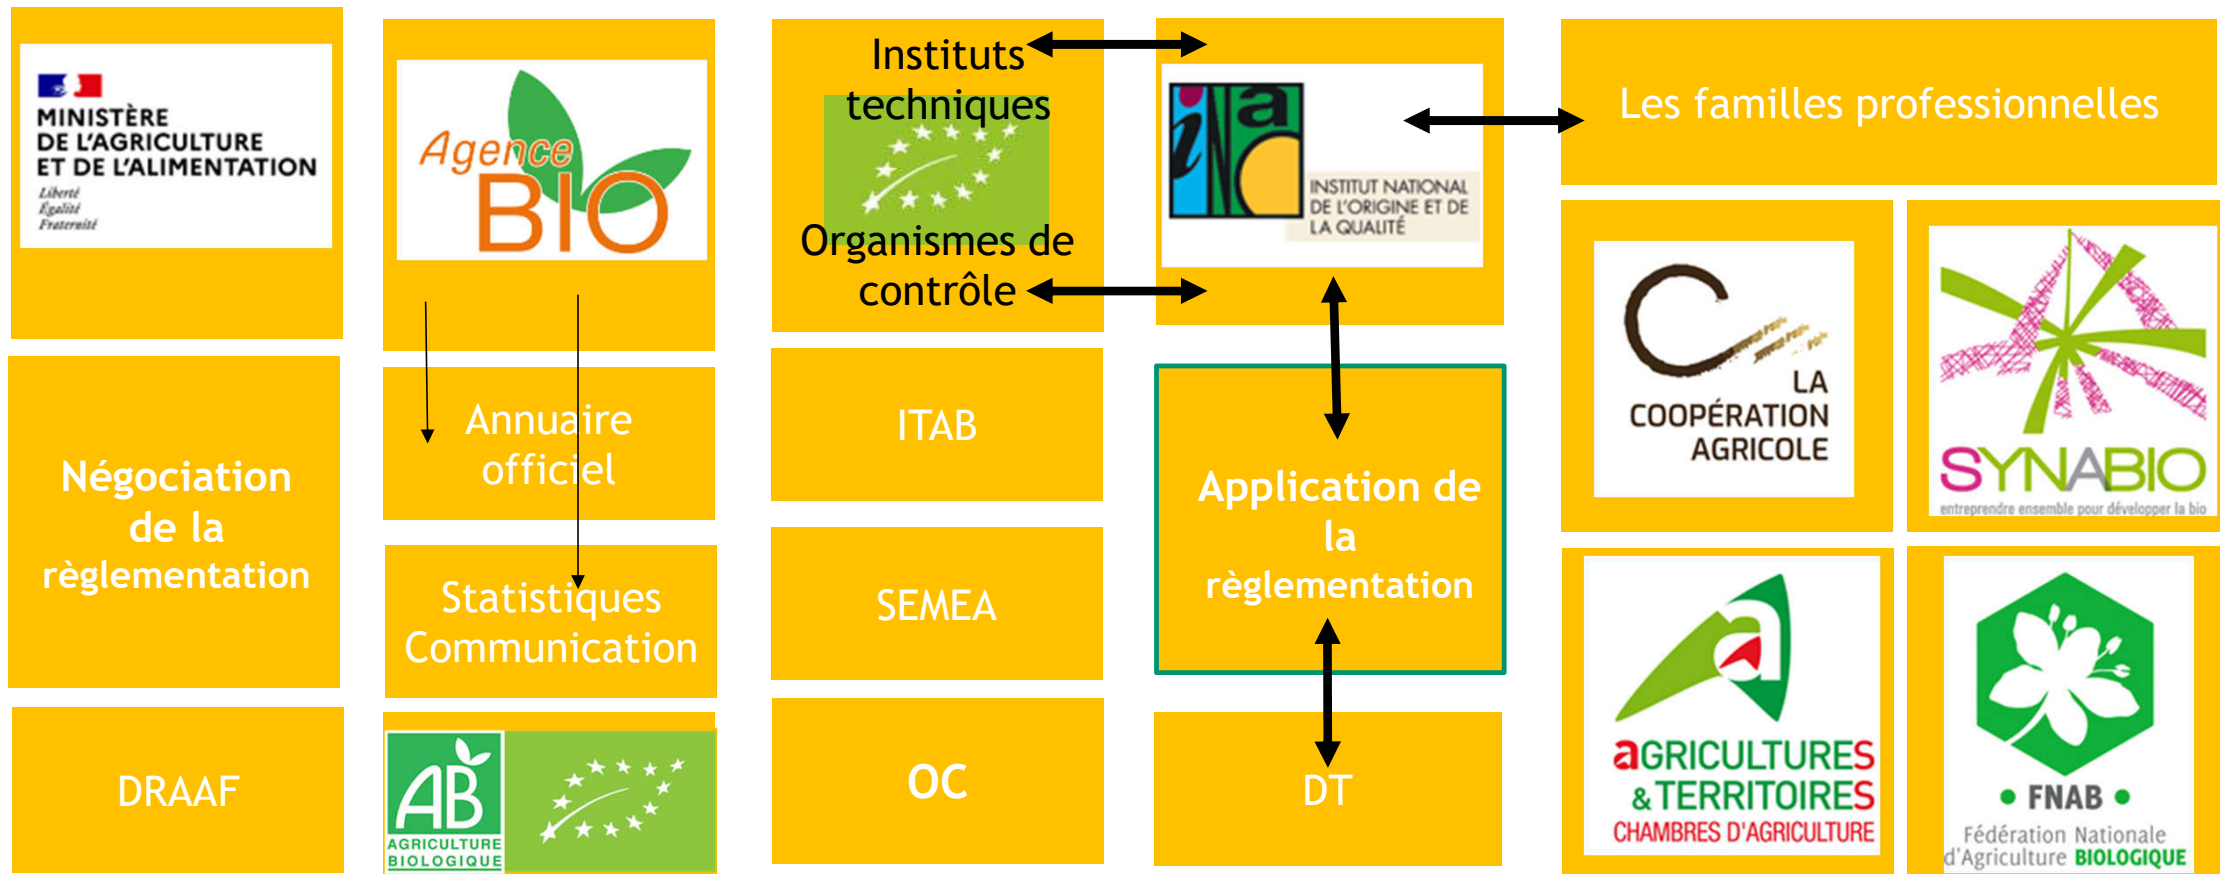 MINISTÈRE
DE L'AGRICULTURE
ET DE L'ALIMENTATION
Liberté
Égalité
Fraternité
Négociation
de la
règlementation
DRAAF
Agence
BIO
Annuaire
officiel
Statistiques
Communication
AB
AGRICULTURE
BIOLOGIQUE
Instituts
techniques
Organismes de
contrôle
ITAB
SEMEA
OC
INAO
INSTITUT NATIONAL
DE L'ORIGINE ET DE
LA QUALITÉ
Application de
la
règlementation
DT
Les familles professionnelles
LA
COOPÉRATION
AGRICOLE
SYNABIO
entreprendre ensemble pour développer la bio
a
aGRICULTURES
& TERRITOIRES
CHAMBRES D'AGRICULTURE
• FNAB •
Fédération Nationale
d'Agriculture BIOLOGIQUE